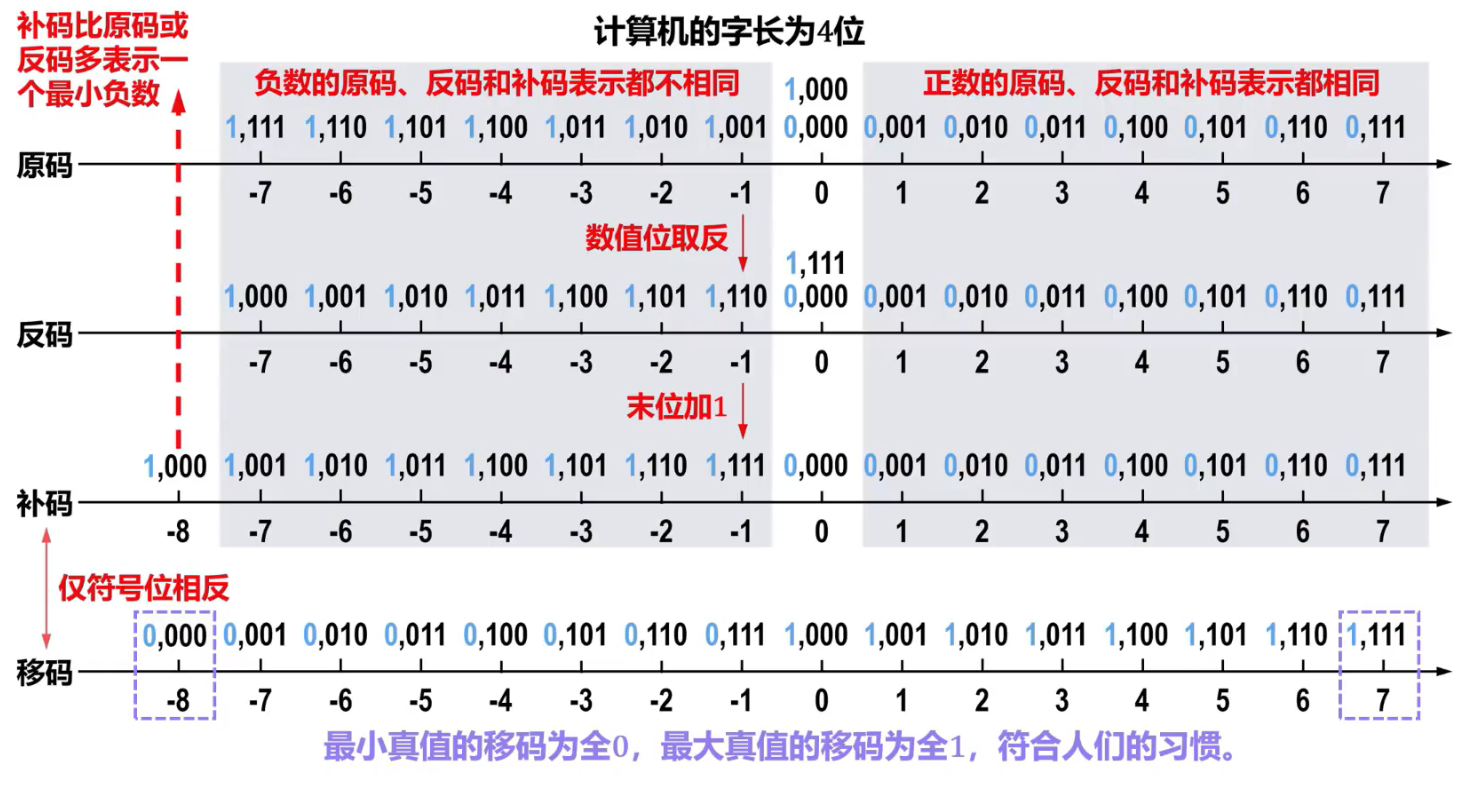 计算机的字长为4位
补码比原码或
反码多表示一
个最小负数
负数的原码、反码和补码表示都不相同
正数的原码、反码和补码表示都相同
1,000
1,111 1,110 1,101 1,100 1,011 1,010 1,001 0,000 0,001 0,010 0,011 0,100 0,101 0,110 0,111
原码
-7 -6 -5 -4 -3 -2 -1 0 1 2 3 4 5 6 7
数值位取反
1,111
1,000 1,001 1,010 1,011 1,100 1,101 1,110 0,000 0,001 0,010 0,011 0,100 0,101 0,110 0,111
反码
-7 -6 -5 -4 -3 -2 -1 0 1 2 3 4 5 6 7
末位加1
1,000 1,001 1,010 1,011 1,100 1,101 1,110 1,111 0,000 0,001 0,010 0,011 0,100 0,101 0,110 0,111
补码
-8 -7 -6 -5 -4 -3 -2 -1 0 1 2 3 4 5 6 7
仅符号位相反
0,000 0,001 0,010 0,011 0,100 0,101 0,110 0,111 1,000 1,001 1,010 1,011 1,100 1,101 1,110 1,111
移码
-8 -7 -6 -5 -4 -3 -2 -1 0 1 2 3 4 5 6 7
最小真值的移码为全0，最大真值的移码为全1，符合人们的习惯。